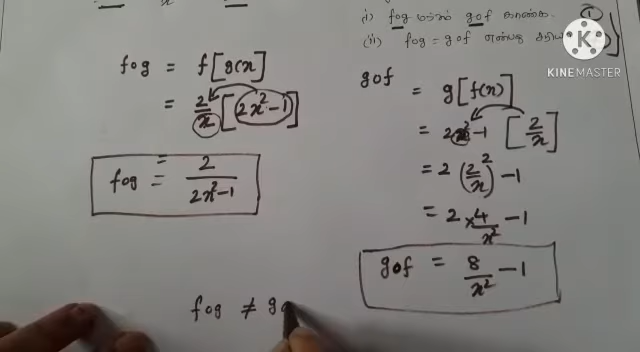 (i) fog மற்றும் gof காண்க.
(ii) fog = gof என்பது சரியா
KINEMASTER
fog = f[g(x)]
= 2/x [2x²-1]
=
fog = 2/(2x²-1)
gof
= g[f(x)]
= 2x²-1 [2/x]
= 2 (2/x)² -1
= 2 × 4/x² -1
gof = 8/x² -1
fog ≠ go